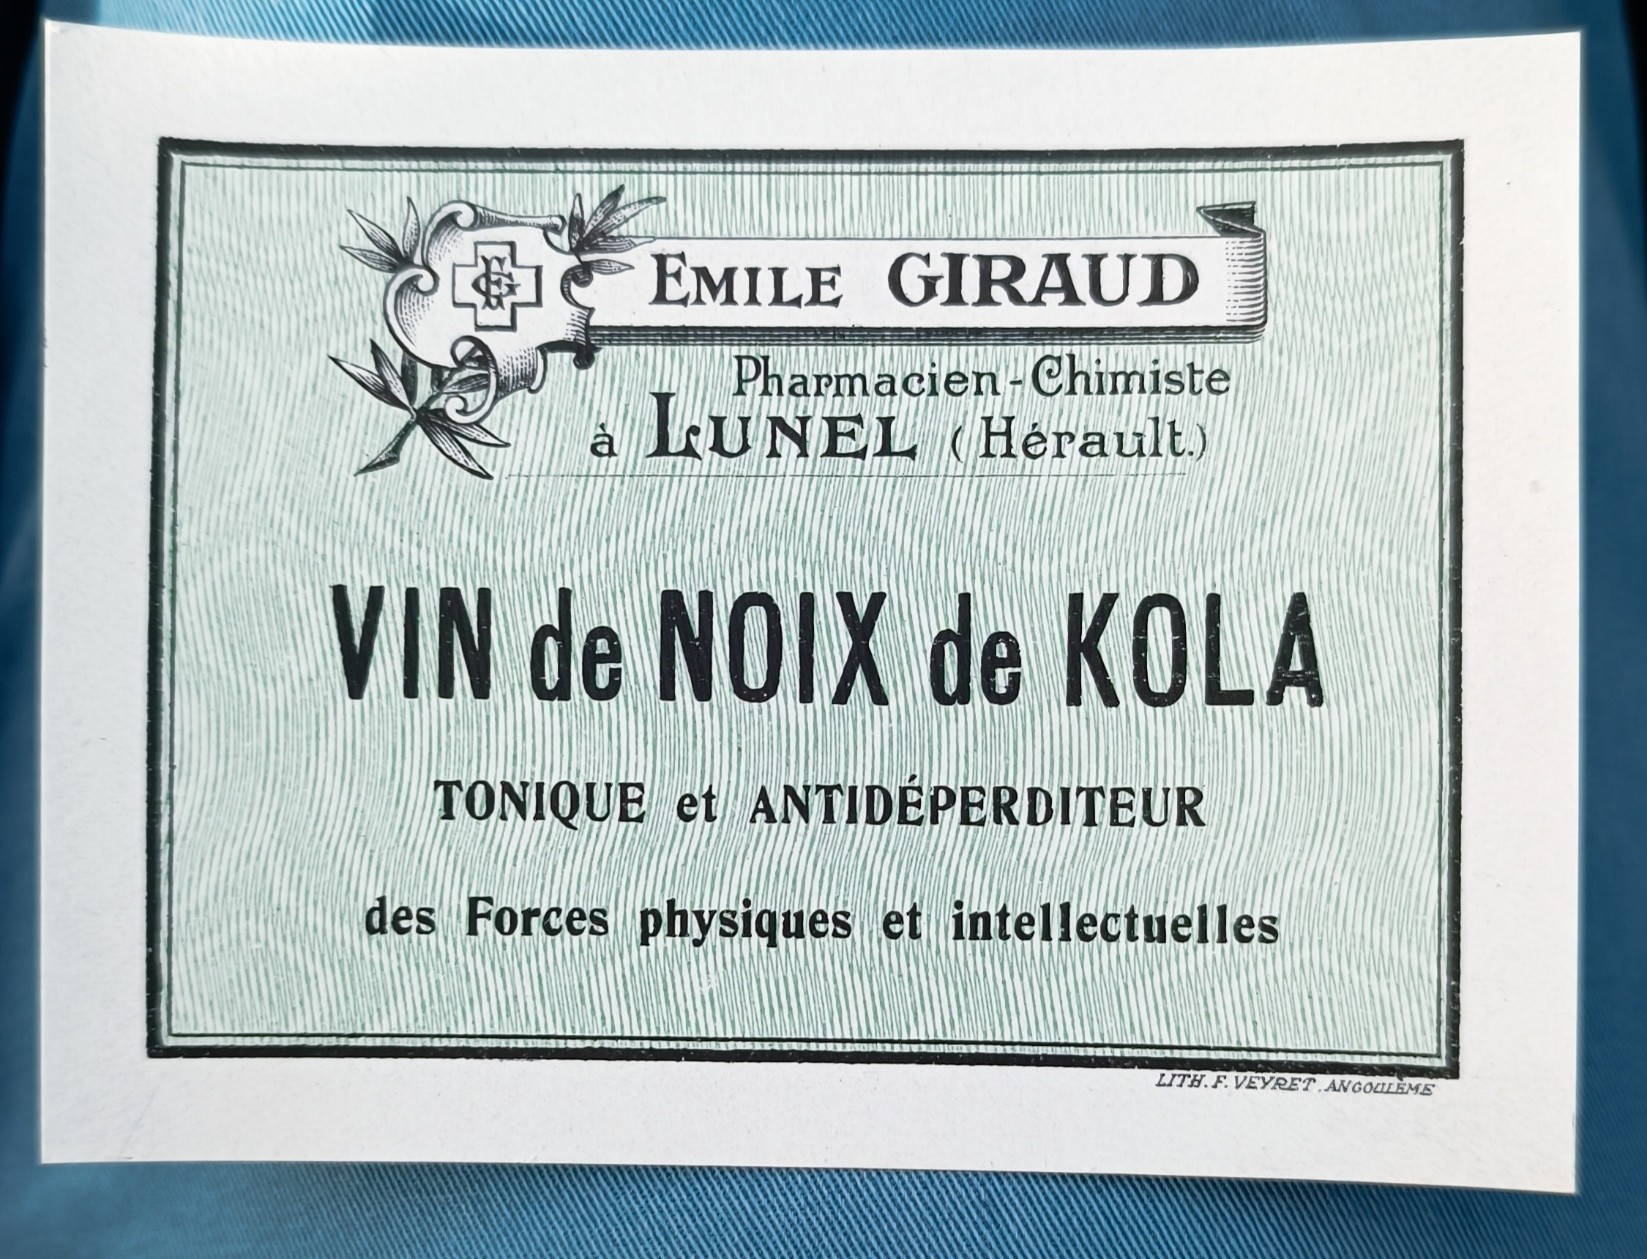 EG
EMILE GIRAUD
Pharmacien-Chimiste
à LUNEL (Hérault.)
VIN de NOIX de KOLA
TONIQUE et ANTIDÉPERDITEUR
des Forces physiques et intellectuelles
LITH. F. VEYRET. ANGOULÈME